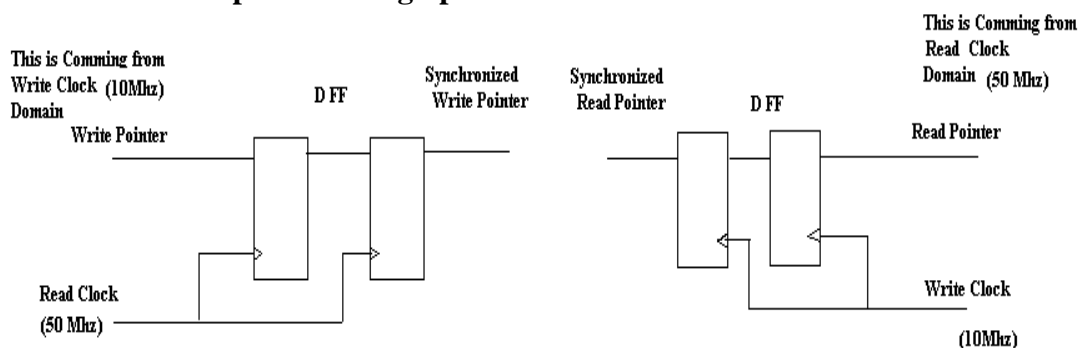 This is Comming from
Write Clock (10Mhz)
Domain
Write Pointer
D FF
Synchronized
Write Pointer
Read Clock
(50 Mhz)
Synchronized
Read Pointer
D FF
This is Comming from
Read Clock
Domain (50 Mhz)
Read Pointer
Write Clock
(10Mhz)